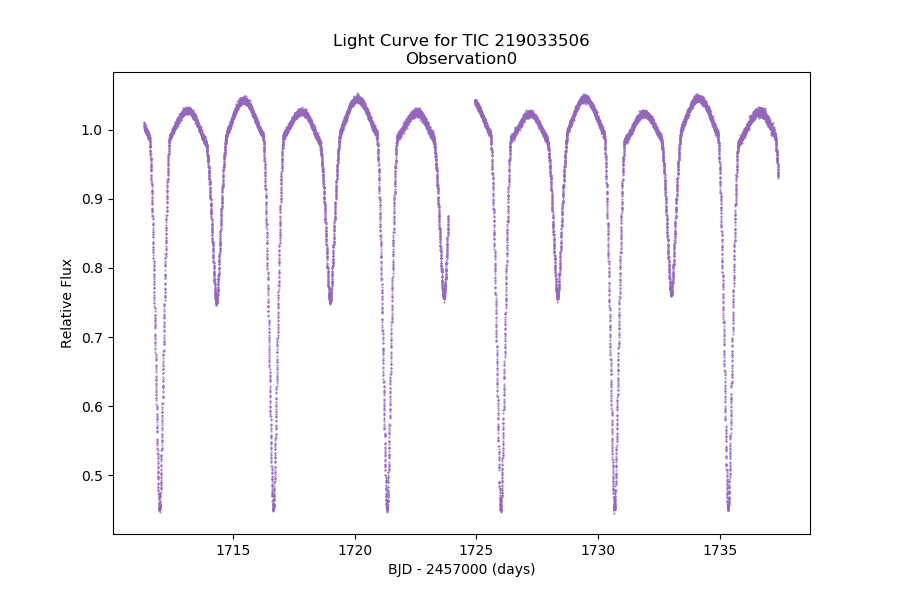 Light Curve for TIC 219033506
Observation0
1.0
0.9
0.8
0.7
0.6
0.5
Relative Flux
1715
1720
1725
1730
1735
BJD - 2457000 (days)